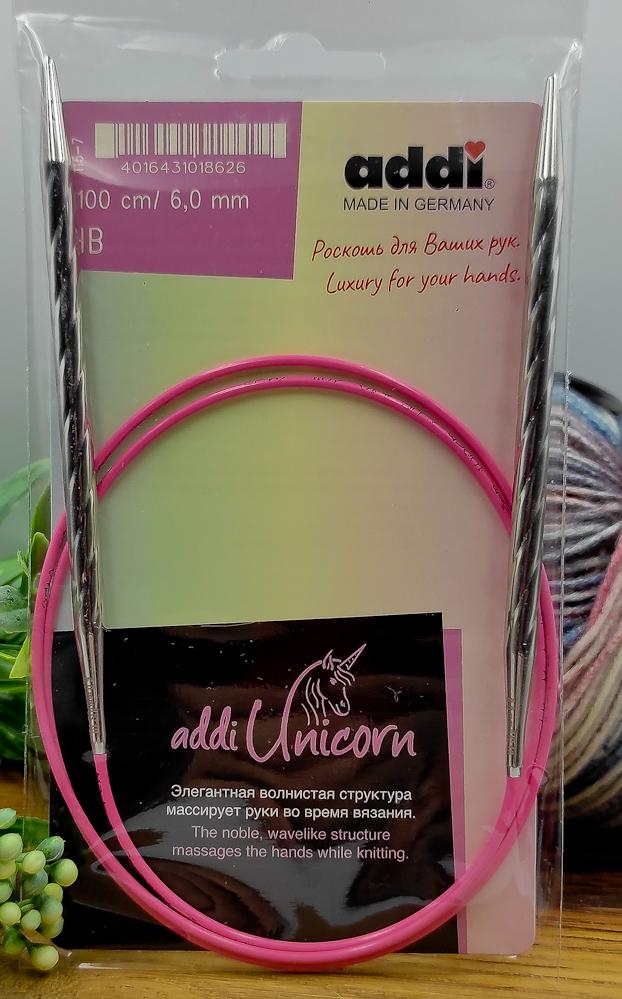 4016431018626
100 cm/ 6,0 mm
addi®
MADE IN GERMANY
Роскошь для Ваших рук.
Luxury for your hands.
addi Unicorn
Элегантная волнистая структура
массирует руки во время вязания.
The noble, wavelike structure
massages the hands while knitting.